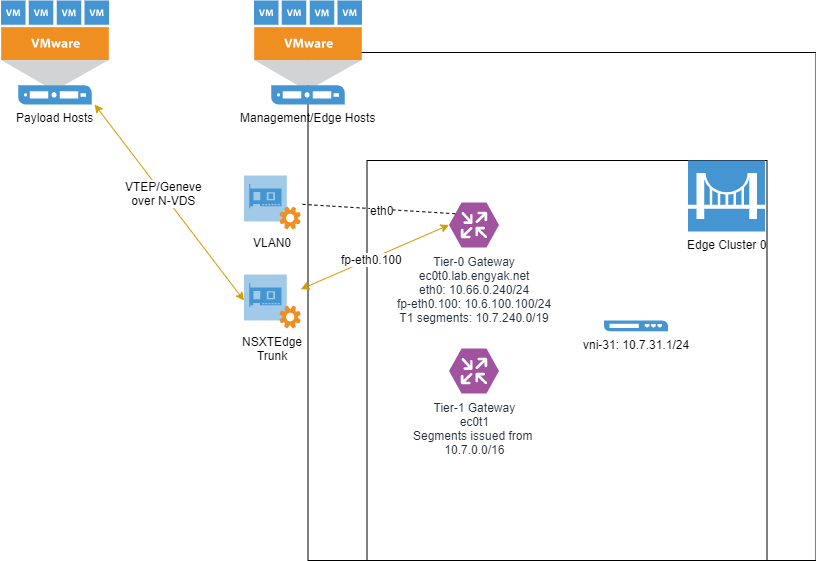 VM VM VM VM
VMware
Payload Hosts
VM VM VM VM
VMware
Management/Edge Hosts
VTEP/Geneve
over N-VDS
VLAN0
eth0
fp-eth0.100
NSXTEdge
Trunk
Tier-0 Gateway
ec0t0.lab.engyak.net
eth0: 10.66.0.240/24
fp-eth0.100: 10.6.100.100/24
T1 segments: 10.7.240.0/19
Edge Cluster 0
vni-31: 10.7.31.1/24
Tier-1 Gateway
ec0t1
Segments issued from
10.7.0.0/16